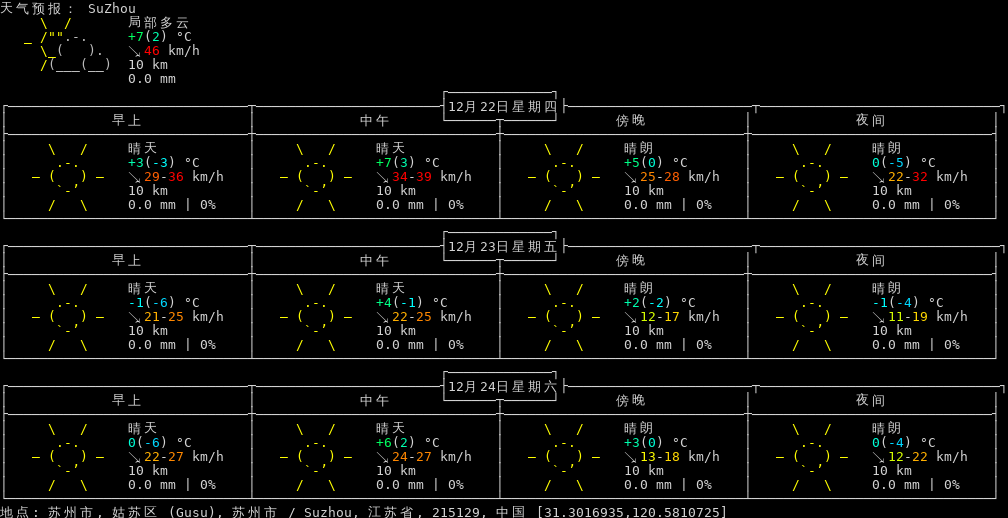 天气预报： SuZhou
局部多云
+7(2) °C
↘ 46 km/h
10 km
0.0 mm
12月22日星期四
早上 中午 傍晚 夜间
晴天 晴天 晴朗 晴朗
+3(-3) °C +7(3) °C +5(0) °C 0(-5) °C
↘ 29-36 km/h ↘ 34-39 km/h ↘ 25-28 km/h ↘ 22-32 km/h
10 km 10 km 10 km 10 km
0.0 mm | 0% 0.0 mm | 0% 0.0 mm | 0% 0.0 mm | 0%
12月23日星期五
早上 中午 傍晚 夜间
晴天 晴天 晴朗 晴朗
-1(-6) °C +4(-1) °C +2(-2) °C -1(-4) °C
↘ 21-25 km/h ↘ 22-25 km/h ↘ 12-17 km/h ↘ 11-19 km/h
10 km 10 km 10 km 10 km
0.0 mm | 0% 0.0 mm | 0% 0.0 mm | 0% 0.0 mm | 0%
12月24日星期六
早上 中午 傍晚 夜间
晴天 晴天 晴朗 晴朗
0(-6) °C +6(2) °C +3(0) °C 0(-4) °C
↘ 22-27 km/h ↘ 24-27 km/h ↘ 13-18 km/h ↘ 12-22 km/h
10 km 10 km 10 km 10 km
0.0 mm | 0% 0.0 mm | 0% 0.0 mm | 0% 0.0 mm | 0%
地点: 苏州市, 姑苏区 (Gusu), 苏州市 / Suzhou, 江苏省, 215129, 中国 [31.3016935,120.5810725]